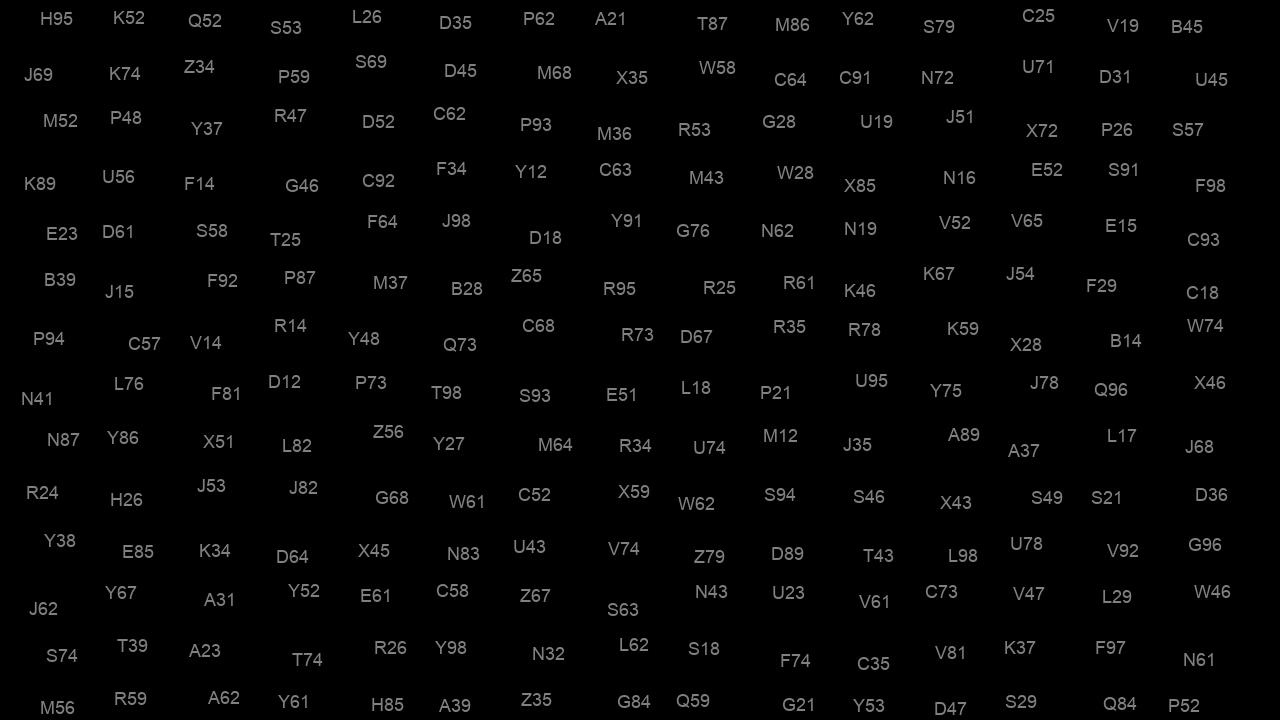 H95 K52 Q52 S53 L26 D35 P62 A21 T87 M86 Y62 S79 C25 V19 B45
J69 K74 Z34 P59 S69 D45 M68 X35 W58 C64 C91 N72 U71 D31 U45
M52 P48 Y37 R47 D52 C62 P93 M36 R53 G28 U19 J51 X72 P26 S57
K89 U56 F14 G46 C92 F34 Y12 C63 M43 W28 X85 N16 E52 S91 F98
E23 D61 S58 T25 F64 J98 D18 Y91 G76 N62 N19 V52 V65 E15 C93
B39 J15 F92 P87 M37 B28 Z65 R95 R25 R61 K46 K67 J54 F29 C18
P94 C57 V14 R14 Y48 Q73 C68 R73 D67 R35 R78 K59 X28 B14 W74
N41 L76 F81 D12 P73 T98 S93 E51 L18 P21 U95 Y75 J78 Q96 X46
N87 Y86 X51 L82 Z56 Y27 M64 R34 U74 M12 J35 A89 A37 L17 J68
R24 H26 J53 J82 G68 W61 C52 X59 W62 S94 S46 X43 S49 S21 D36
Y38 E85 K34 D64 X45 N83 U43 V74 Z79 D89 T43 L98 U78 V92 G96
J62 Y67 A31 Y52 E61 C58 Z67 S63 N43 U23 V61 C73 V47 L29 W46
S74 T39 A23 T74 R26 Y98 N32 L62 S18 F74 C35 V81 K37 F97 N61
M56 R59 A62 Y61 H85 A39 Z35 G84 Q59 G21 Y53 D47 S29 Q84 P52